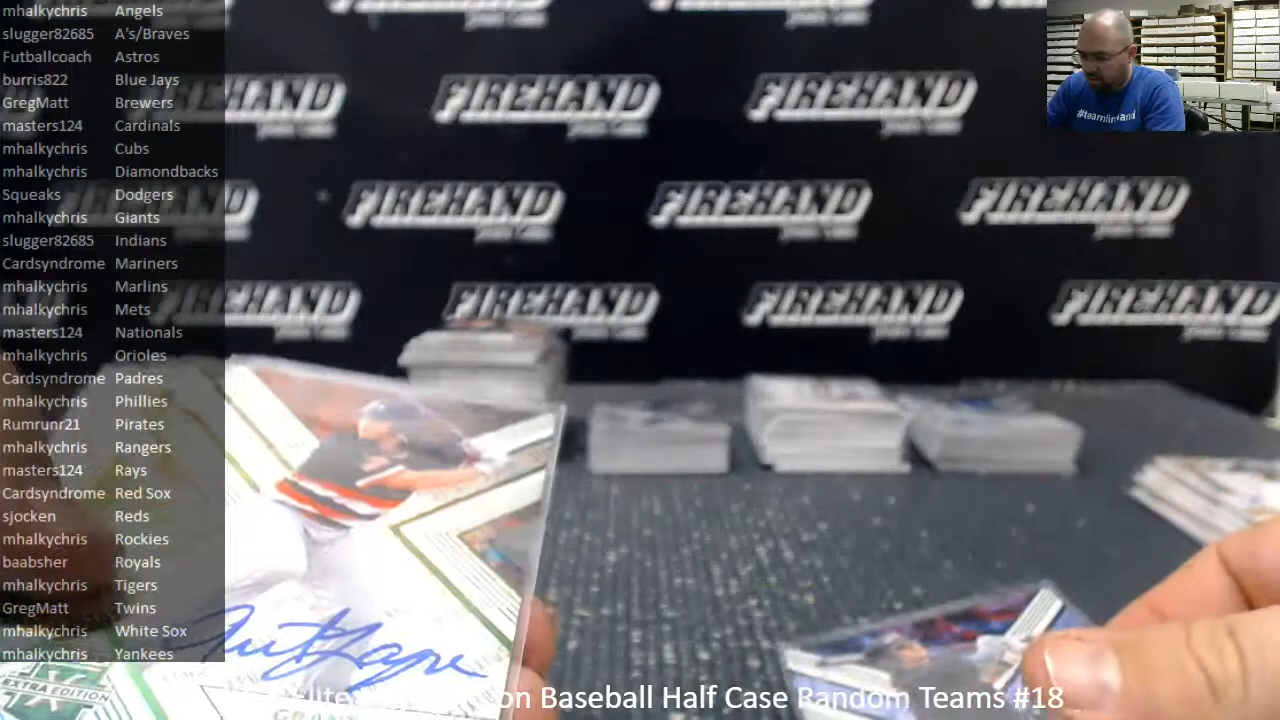 mhalkychris Angels
slugger82685 A's/Braves
Futballcoach Astros
burris822 Blue Jays
GregMatt Brewers
masters124 Cardinals
mhalkychris Cubs
mhalkychris Diamondbacks
Squeaks Dodgers
mhalkychris Giants
slugger82685 Indians
Cardsyndrome Mariners
mhalkychris Marlins
mhalkychris Mets
masters124 Nationals
mhalkychris Orioles
Cardsyndrome Padres
mhalkychris Phillies
Rumrunr21 Pirates
mhalkychris Rangers
masters124 Rays
Cardsyndrome Red Sox
sjocken Reds
mhalkychris Rockies
baabsher Royals
mhalkychris Tigers
GregMatt Twins
mhalkychris White Sox
mhalkychris Yankees
FIREHAND FIREHAND
FIREHAND FIREHAND FIREHAND
FIREHAND FIREHAND FIREHAND
#teamfirehand
EXTRA EDITION
Baseball Half Case Random Teams #18